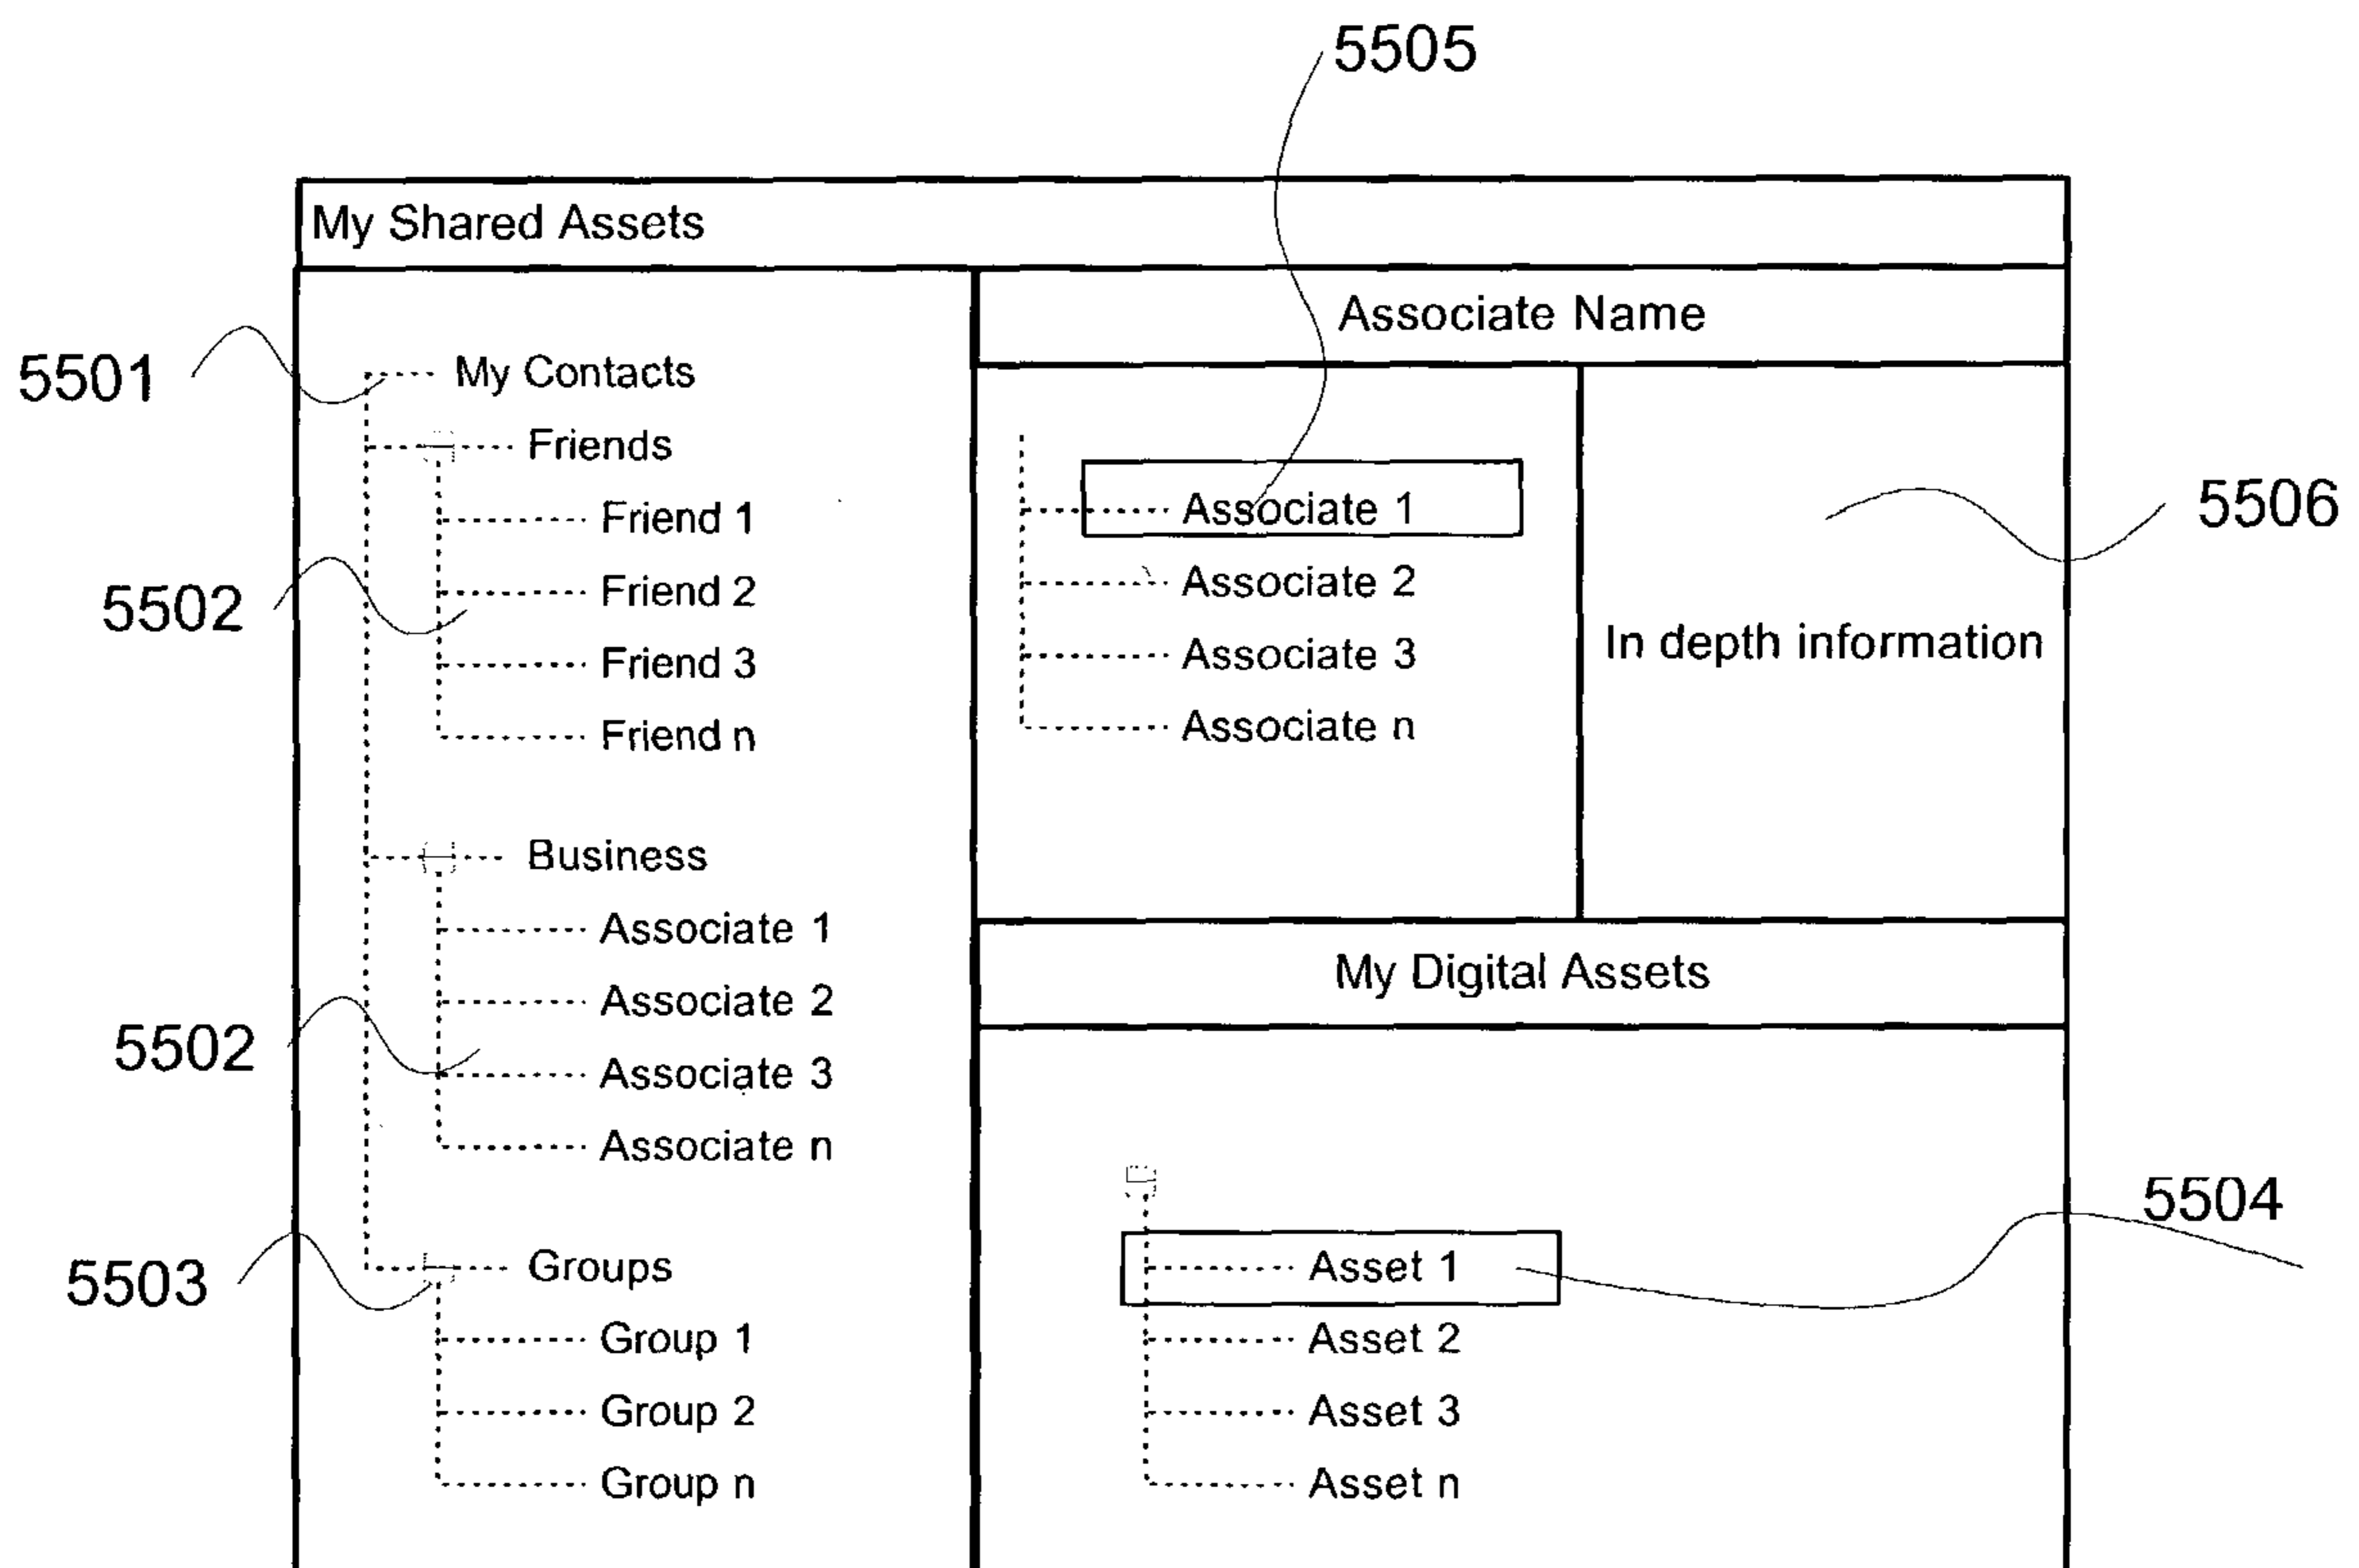 5505
My Shared Assets
Associate Name
5501
My Contacts
Friends
Friend 1
5502
Friend 2
Friend 3
Friend n
Business
Associate 1
Associate 2
5502
Associate 3
Associate n
5503
Groups
Group 1
Group 2
Group n
Associate 1
Associate 2
Associate 3
Associate n
5506
In depth information
My Digital Assets
5504
Asset 1
Asset 2
Asset 3
Asset n